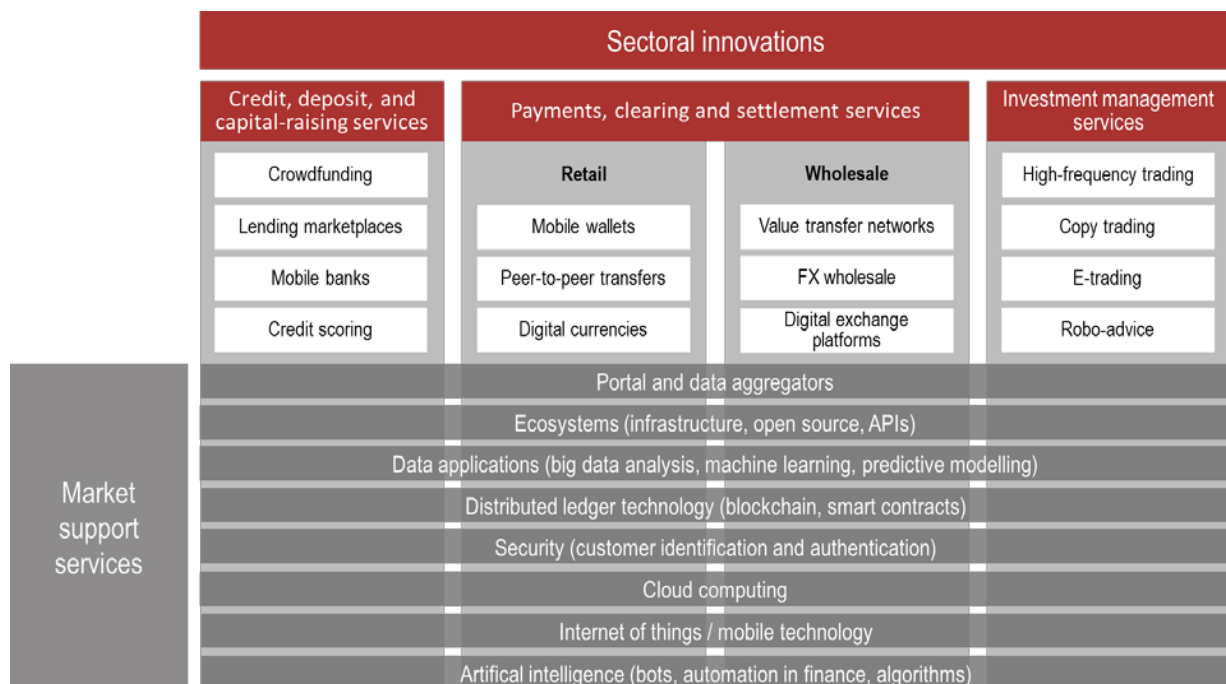 Sectoral innovations
Credit, deposit, and
capital-raising services
Crowdfunding
Lending marketplaces
Mobile banks
Credit scoring
Payments, clearing and settlement services
Retail
Mobile wallets
Peer-to-peer transfers
Digital currencies
Wholesale
Value transfer networks
FX wholesale
Digital exchange
platforms
Investment management
services
High-frequency trading
Copy trading
E-trading
Robo-advice
Market
support
services
Portal and data aggregators
Ecosystems (infrastructure, open source, APIs)
Data applications (big data analysis, machine learning, predictive modelling)
Distributed ledger technology (blockchain, smart contracts)
Security (customer identification and authentication)
Cloud computing
Internet of things / mobile technology
Artifical intelligence (bots, automation in finance, algorithms)